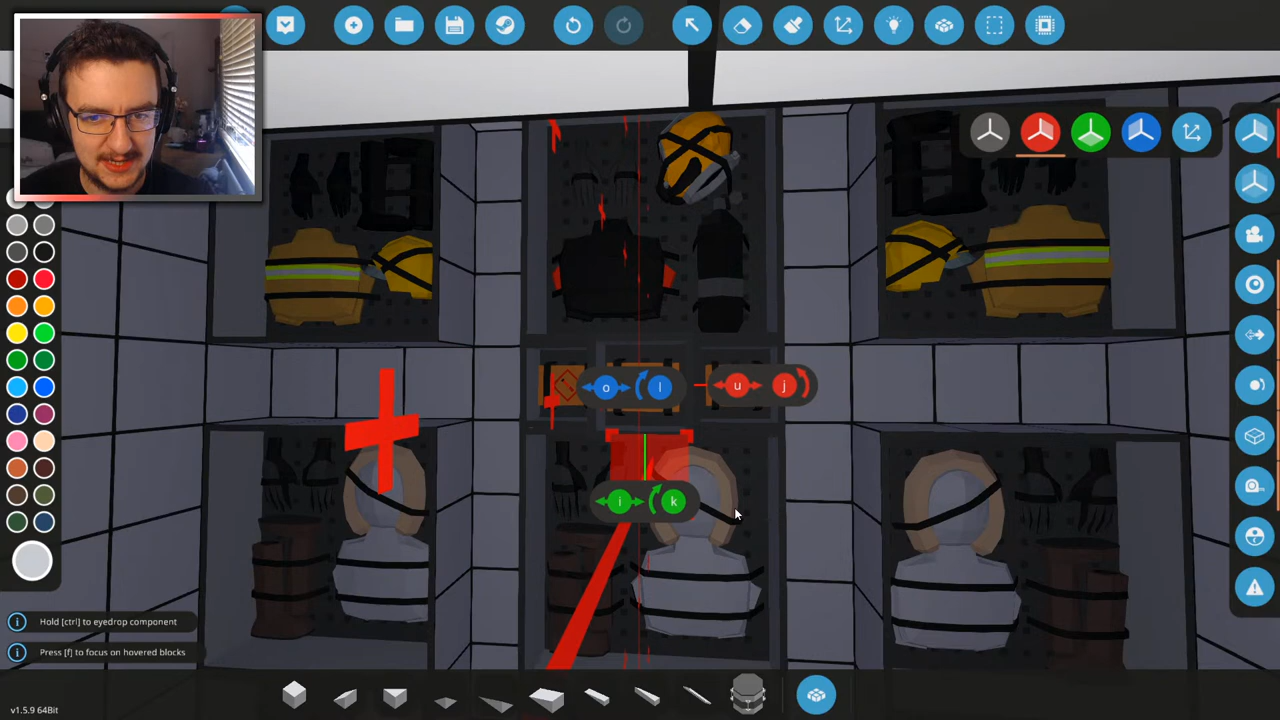 o l
u j
i k
Hold [ctrl] to eyedrop component
Press [f] to focus on hovered blocks
v1.5.9 64Bit